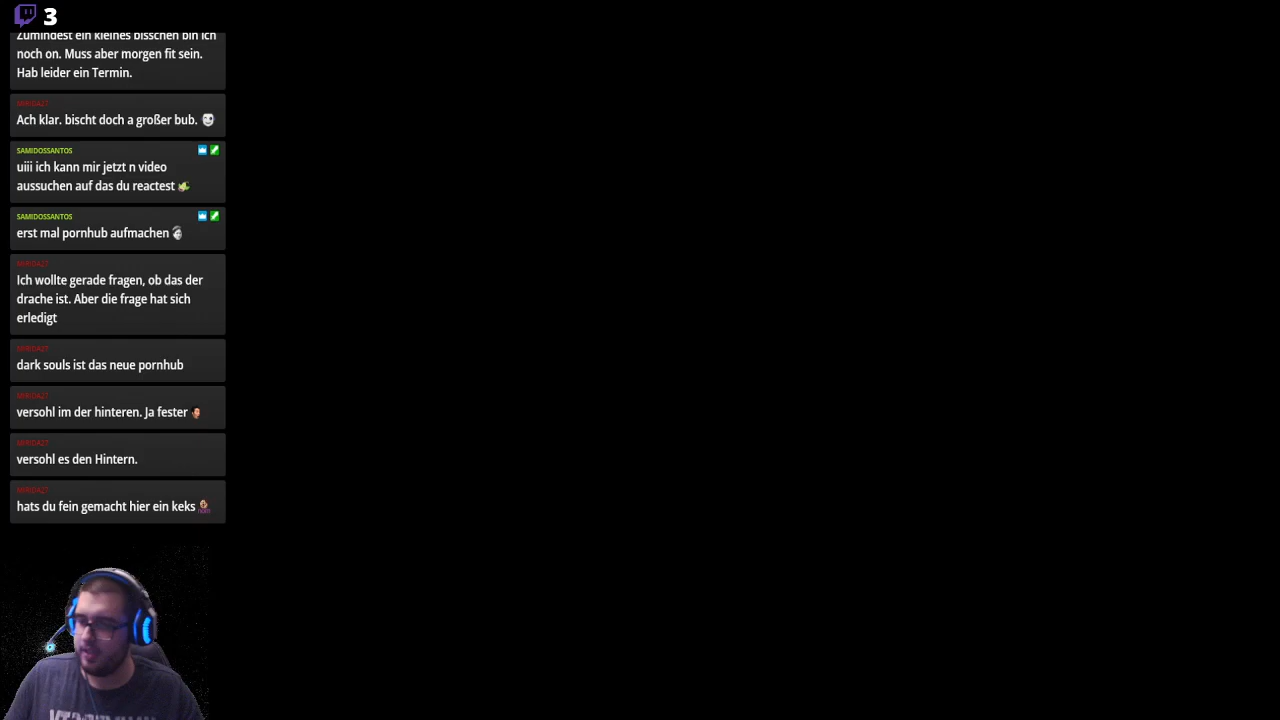 3
Zumindest ein kleines bisschen bin ich
noch on. Muss aber morgen fit sein.
Hab leider ein Termin.
Ach klar. bischt doch a großer bub.
SAMIDOSSANTOS
uiii ich kann mir jetzt n video
aussuchen auf das du reactest
SAMIDOSSANTOS
erst mal pornhub aufmachen
Ich wollte gerade fragen, ob das der
drache ist. Aber die frage hat sich
erledigt
dark souls ist das neue pornhub
versohl im der hinteren. Ja fester
versohl es den Hintern.
hats du fein gemacht hier ein keks